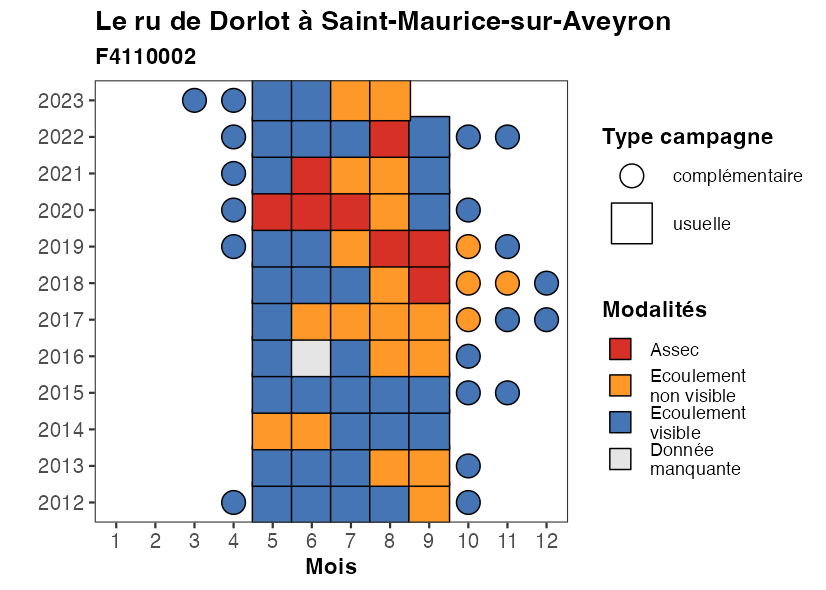 Le ru de Dorlot à Saint-Maurice-sur-Aveyron
F4110002
2023
2022
2021
2020
2019
2018
2017
2016
2015
2014
2013
2012
1 2 3 4 5 6 7 8 9 10 11 12
Mois
Type campagne
complémentaire
usuelle
Modalités
Assec
Ecoulement
non visible
Ecoulement
visible
Donnée
manquante